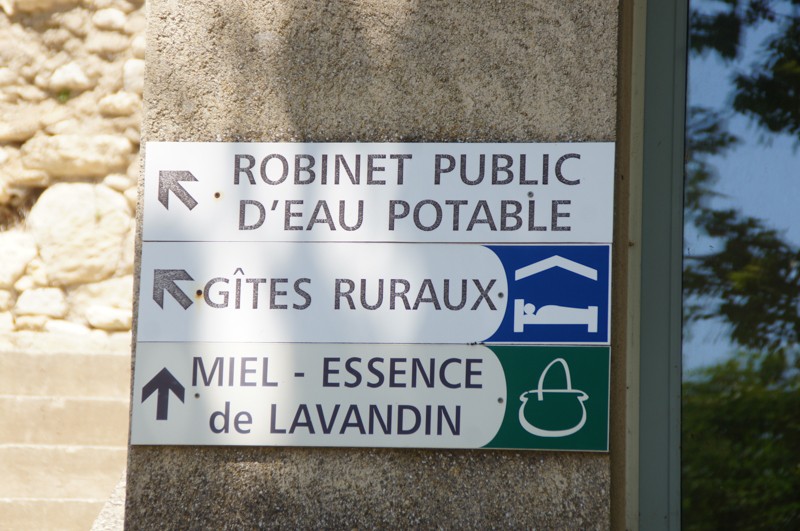 ROBINET PUBLIC
D'EAU POTABLE
GÎTES RURAUX
MIEL - ESSENCE
de LAVANDIN